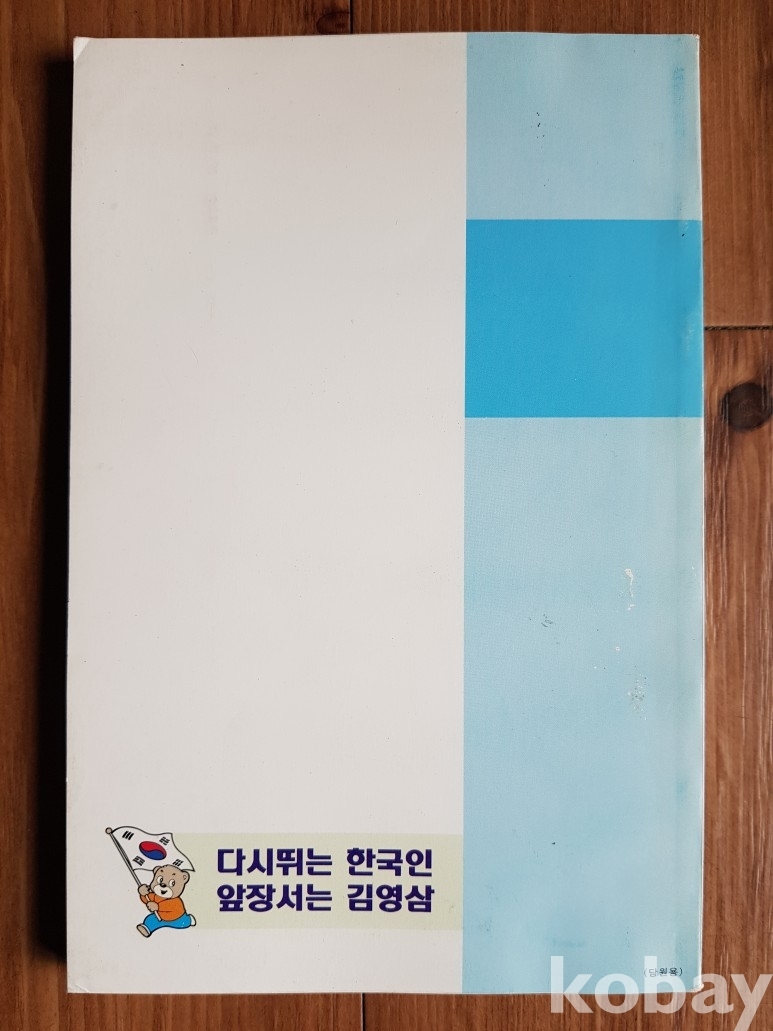 다시뛰는 한국인
앞장서는 김영삼
(당원용)
kobay